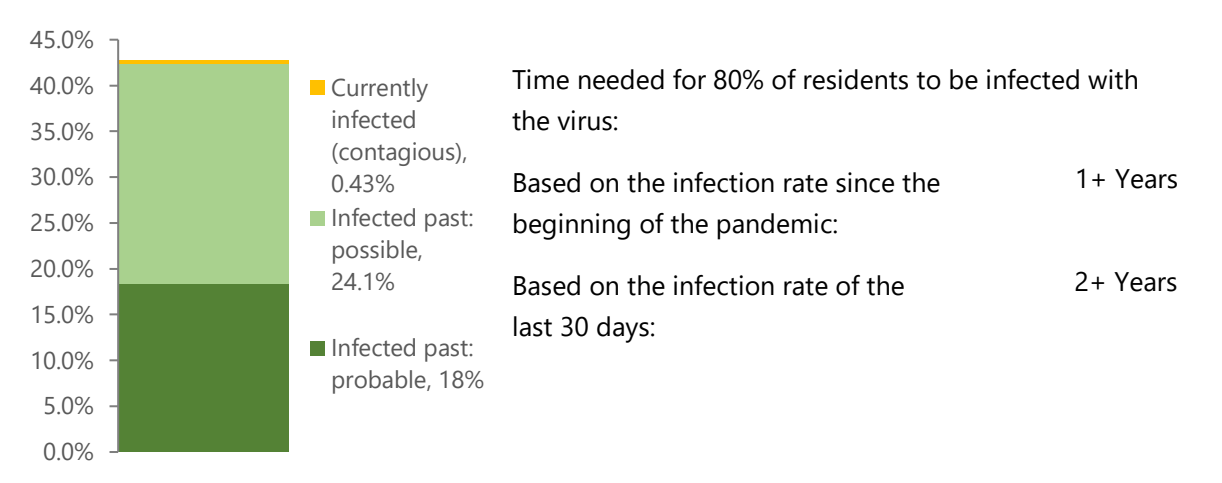 45.0%
40.0%
35.0%
30.0%
25.0%
20.0%
15.0%
10.0%
5.0%
0.0%
Currently
infected
(contagious),
0.43%
Infected past:
possible,
24.1%
Infected past:
probable, 18%
Time needed for 80% of residents to be infected with
the virus:
Based on the infection rate since the
beginning of the pandemic:
1+ Years
Based on the infection rate of the
last 30 days:
2+ Years